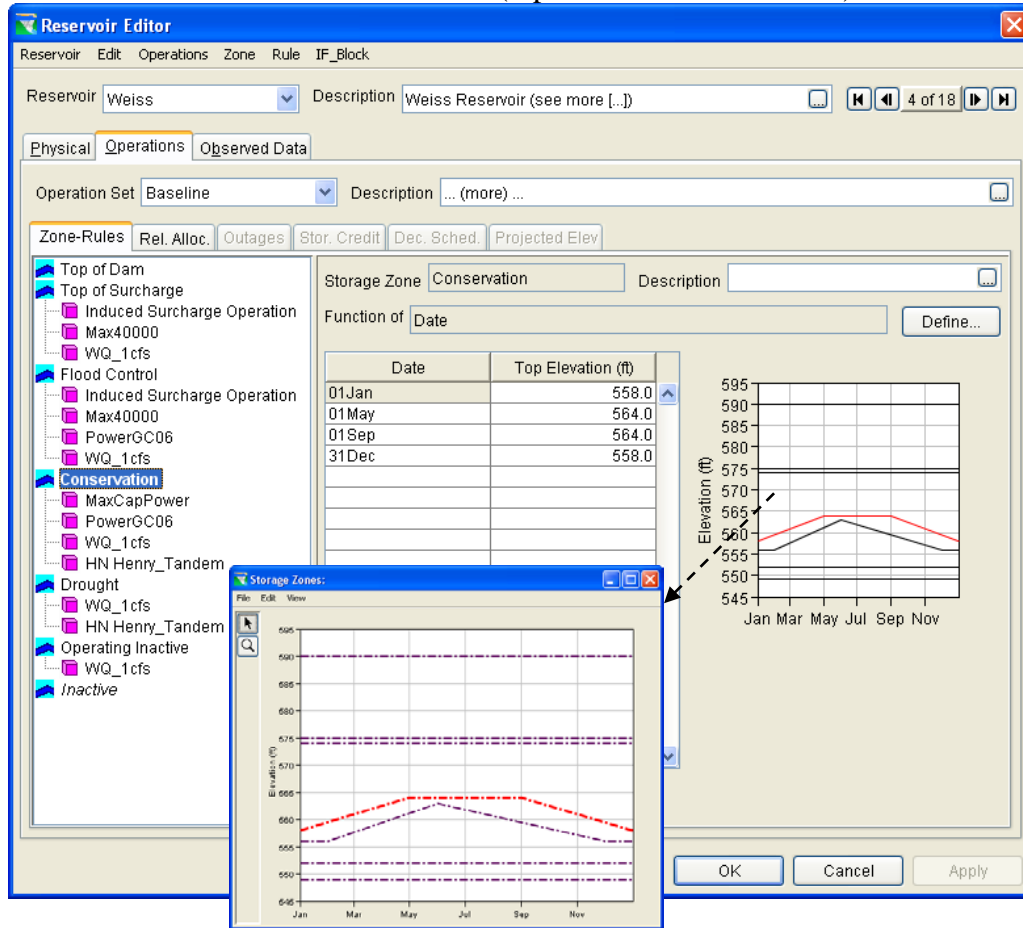 Reservoir Editor
Reservoir Edit Operations Zone Rule IF_Block
Reservoir Weiss Description Weiss Reservoir (see more [...]) ... 4 of 18
Physical Operations Observed Data
Operation Set Baseline Description ... (more) ... ...
Zone-Rules Rel. Alloc. Outages Stor. Credit Dec. Sched. Projected Elev
Top of Dam
Top of Surcharge
Induced Surcharge Operation
Max40000
WQ_1cfs
Flood Control
Induced Surcharge Operation
Max40000
PowerGC06
WQ_1cfs
Conservation
MaxCapPower
PowerGC06
WQ_1cfs
HN Henry_Tandem
Drought
WQ_1cfs
HN Henry_Tandem
Operating Inactive
WQ_1cfs
Inactive
Storage Zone Conservation Description ...
Function of Date Define...
Date Top Elevation (ft)
01Jan 558.0
01May 564.0
01Sep 564.0
31Dec 558.0
Elevation (ft)
595
590
585
580
575
570
565
560
555
550
545
Jan Mar May Jul Sep Nov
Storage Zones:
File Edit View
Elevation (ft)
595
590
585
580
575
570
565
560
555
550
545
Jan Mar May Jul Sep Nov
OK Cancel Apply